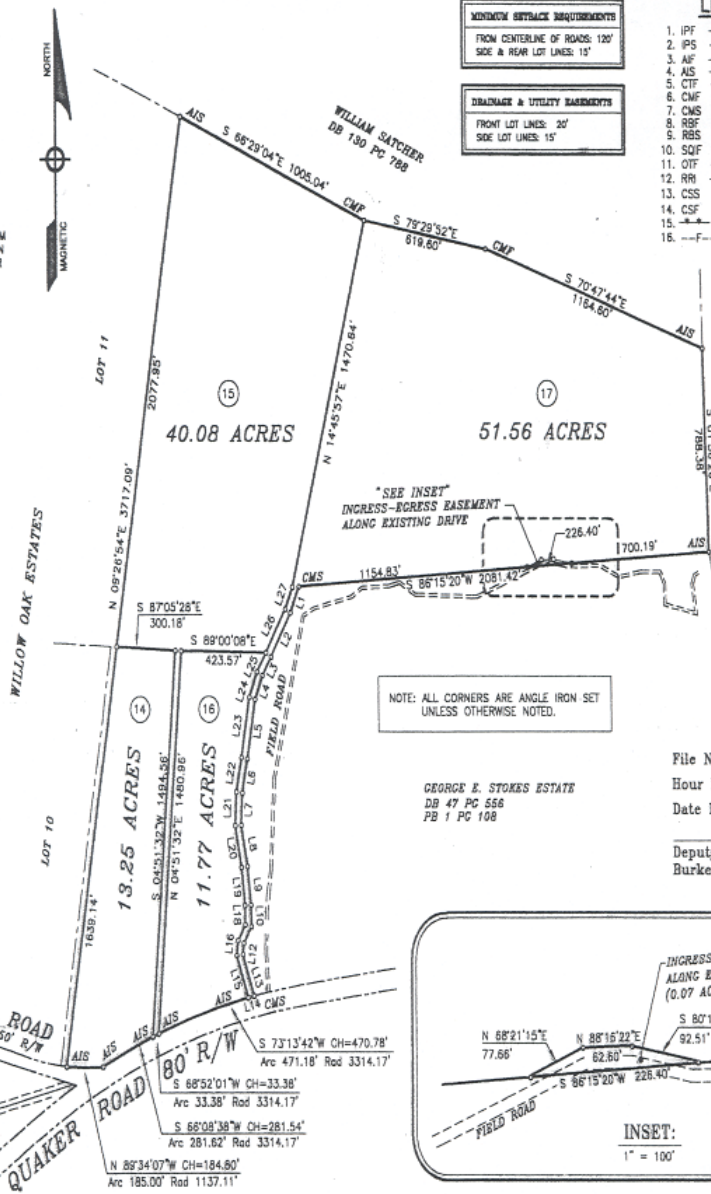 MINIMUM SETBACK REQUIREMENTS
FROM CENTERLINE OF ROADS: 120'
SIDE & REAR LOT LINES: 15'
DRAINAGE & UTILITY EASEMENTS
FRONT LOT LINES: 20'
SIDE LOT LINES: 15'
1. IPF
2. IPS
3. AIF
4. AIS
5. CTF
6. CMF
7. CMS
8. RBF
9. RBS
10. SQIF
11. OTF
12. RRI
13. CSS
14. CSF
15. * *
16. --F-
NORTH
MAGNETIC
AIS
S 66°29'04"E 1005.04'
WILLIAM SATCHER
DB 130 PG 788
CMF
S 79°29'52"E
619.60'
CMF
S 70°47'44"E
1164.60'
AIS
LOT 11
2077.95'
15
40.08 ACRES
N 14°45'57"E 1470.64'
17
51.56 ACRES
788.38'
"SEE INSET"
INGRESS-EGRESS EASEMENT
ALONG EXISTING DRIVE
226.40'
700.19'
AIS
1154.83'
S 86°15'20"W 2081.42'
CMS
WILLOW OAK ESTATES
N 09°26'54"E 3717.09'
S 87°05'28"E
300.18'
S 89°00'08"E
423.57'
L27
L1
L26
L2
L25
L3
L24
L4
L23
L5
L22
L6
L21
L7
L20
L8
L19
L9
L18
L10
L16
L12
L15
L13
L14
FIELD ROAD
NOTE: ALL CORNERS ARE ANGLE IRON SET
UNLESS OTHERWISE NOTED.
14
13.25 ACRES
S 04°51'32"W 1494.56'
N 04°51'32"E 1480.96'
16
11.77 ACRES
GEORGE E. STOKES ESTATE
DB 47 PG 556
PB 1 PG 108
File N
Hour
Date
Deput
Burke
LOT 10
1639.14'
ROAD
R/W
AIS
AIS
AIS
AIS
AIS
CMS
QUAKER ROAD 80' R/W
S 73°13'42"W CH=470.78'
Arc 471.18' Rad 3314.17'
S 68°52'01"W CH=33.38'
Arc 33.38' Rad 3314.17'
S 66°08'38"W CH=281.54'
Arc 281.62' Rad 3314.17'
N 89°34'07"W CH=184.80'
Arc 185.00' Rad 1137.11'
INGRESS
ALONG E
(0.07 AC
N 68°21'15"E
77.66'
N 88°16'22"E
62.60'
S 80°1
92.51'
S 86°15'20"W 226.40'
FIELD ROAD
INSET:
1" = 100'